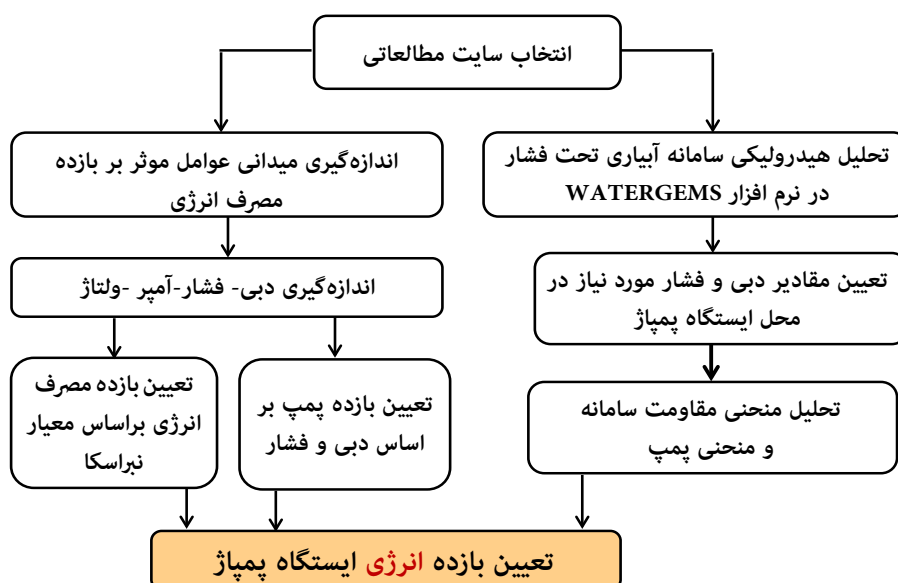 انتخاب سایت مطالعاتی
تحلیل هیدرولیکی سامانه آبیاری تحت فشار
در نرم افزار WATERGEMS
اندازه‌گیری میدانی عوامل موثر بر بازده
مصرف انرژی
تعیین مقادیر دبی و فشار مورد نیاز در
محل ایستگاه پمپاژ
اندازه‌گیری دبی- فشار-آمپر -ولتاژ
تحلیل منحنی مقاومت سامانه
و منحنی پمپ
تعیین بازده پمپ بر
اساس دبی و فشار
تعیین بازده مصرف
انرژی براساس معیار
نبراسکا
تعیین بازده انرژی ایستگاه پمپاژ